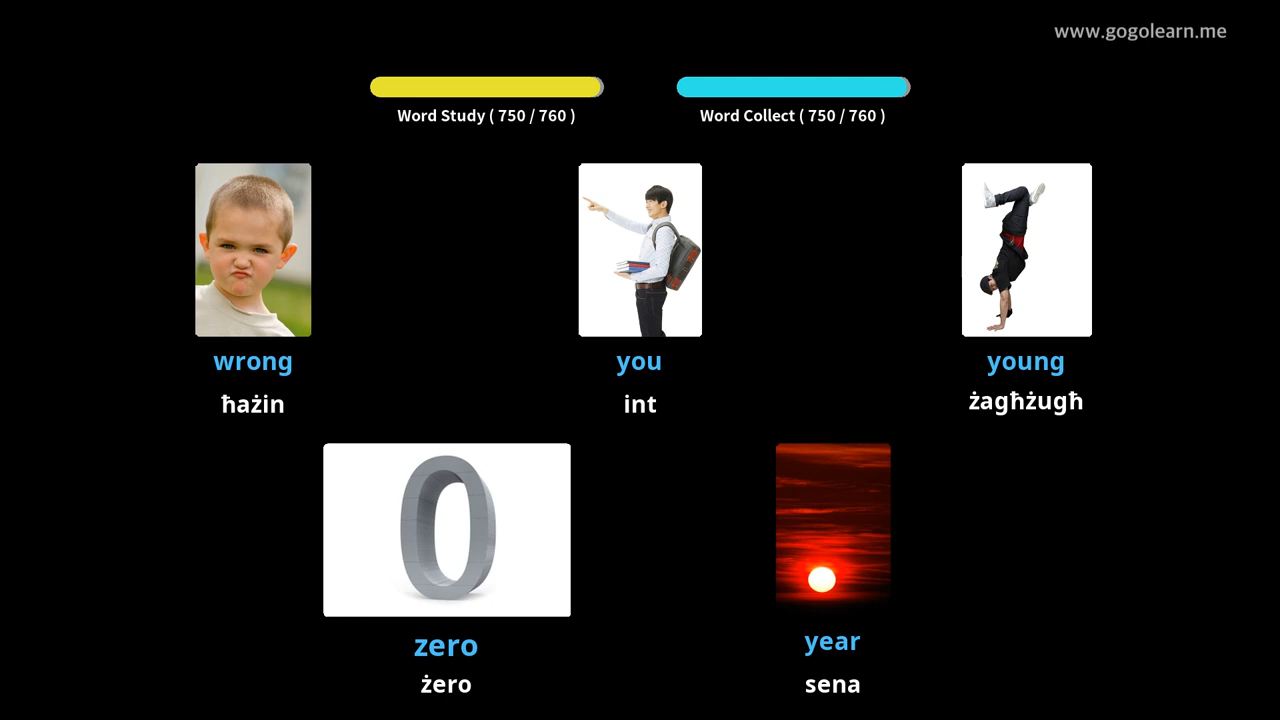 www.gogolearn.me
Word Study ( 750 / 760 )
Word Collect ( 750 / 760 )
wrong
ħażin
you
int
young
żagħżugħ
zero
żero
year
sena